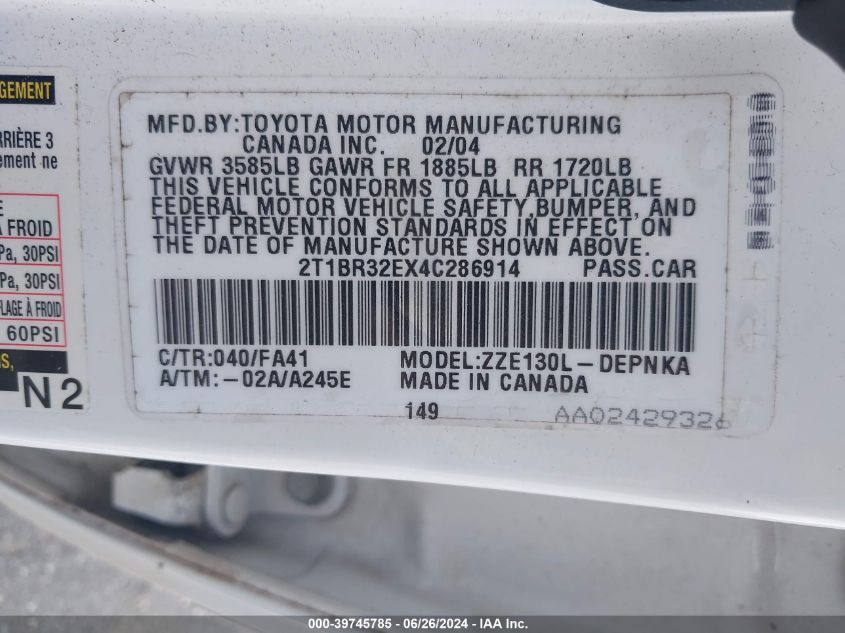 GEMENT
RRIÈRE 3
ement ne
E
À FROID
Pa, 30PSI
Pa, 30PSI
FLAGE À FROID
60PSI
N2
MFD.BY:TOYOTA MOTOR MANUFACTURING
CANADA INC. 02/04
GVWR 3585LB GAWR FR 1885LB RR 1720LB
THIS VEHICLE CONFORMS TO ALL APPLICABLE
FEDERAL MOTOR VEHICLE SAFETY,BUMPER, AND
THEFT PREVENTION STANDARDS IN EFFECT ON
THE DATE OF MANUFACTURE SHOWN ABOVE.
2T1BR32EX4C286914 PASS.CAR
C/TR:040/FA41 MODEL:ZZE130L-DEPNKA
A/TM:-02A/A245E MADE IN CANADA
149 AA02429326
000-39745785 - 06/26/2024 - IAA Inc.